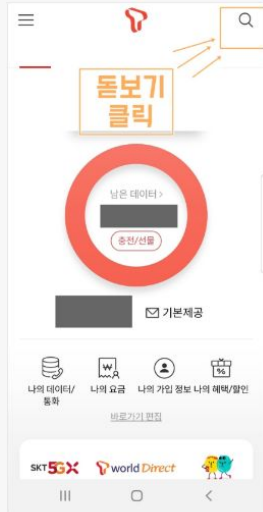 돋보기
클릭
남은 데이터 >
충전/선물
기본제공
나의 데이터/
통화
나의 요금
나의 가입 정보
나의 혜택/할인
바로가기 편집
SKT 5GX
T world Direct